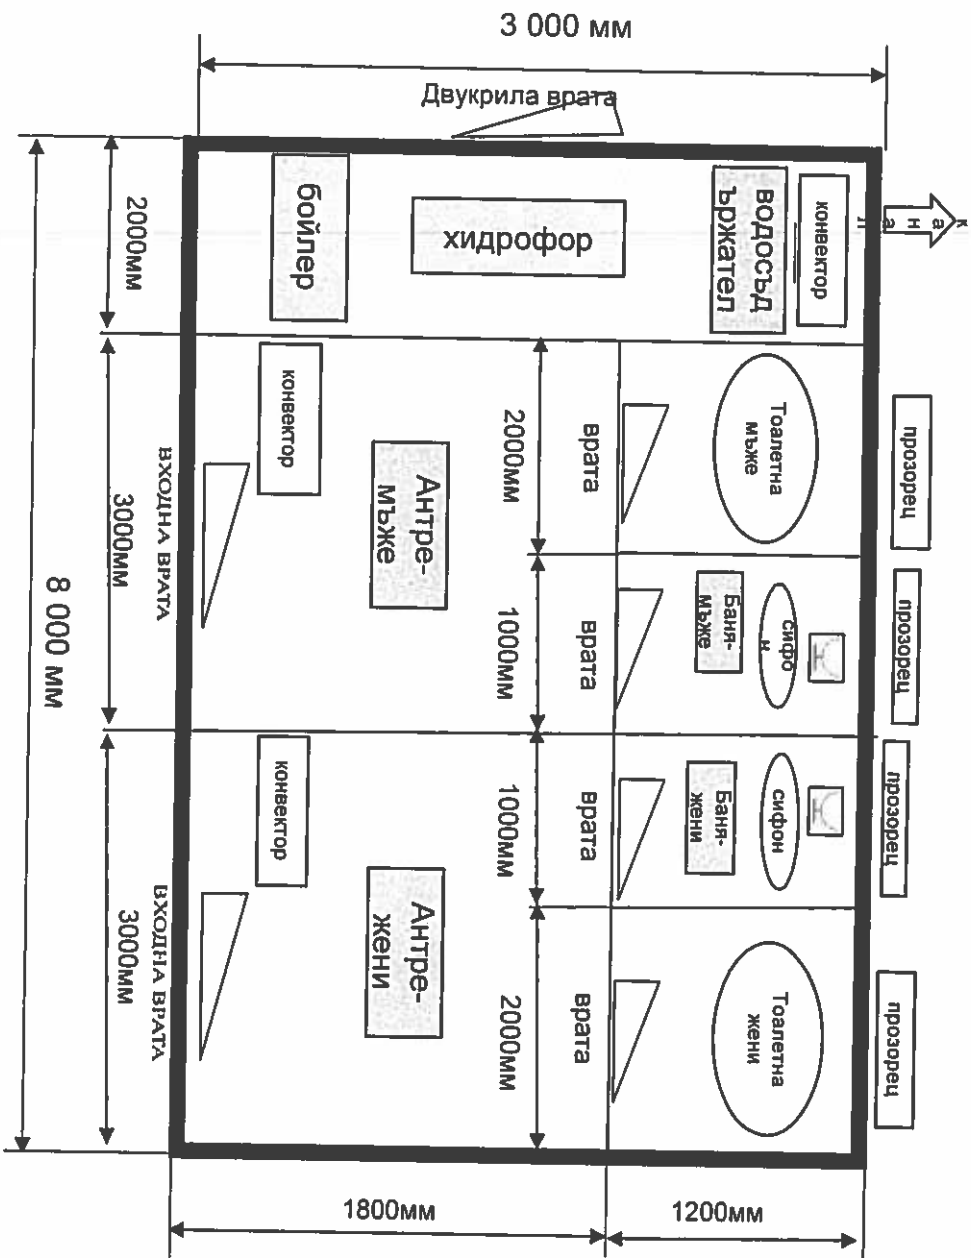 3 000 мм
Двукрила врата
бойлер
хидрофор
водосъд
ържател
конвектор
канал
2000мм
конвектор
Антре-
мъже
2000мм
врата
Тоалетна
мъже
прозорец
ВХОДНА ВРАТА
3000мм
1000мм
врата
Баня-
мъже
сифо
н
прозорец
8 000 мм
конвектор
Антре-
жени
1000мм
врата
Баня-
жени
сифон
прозорец
ВХОДНА ВРАТА
3000мм
2000мм
врата
Тоалетна
жени
прозорец
1800мм
1200мм